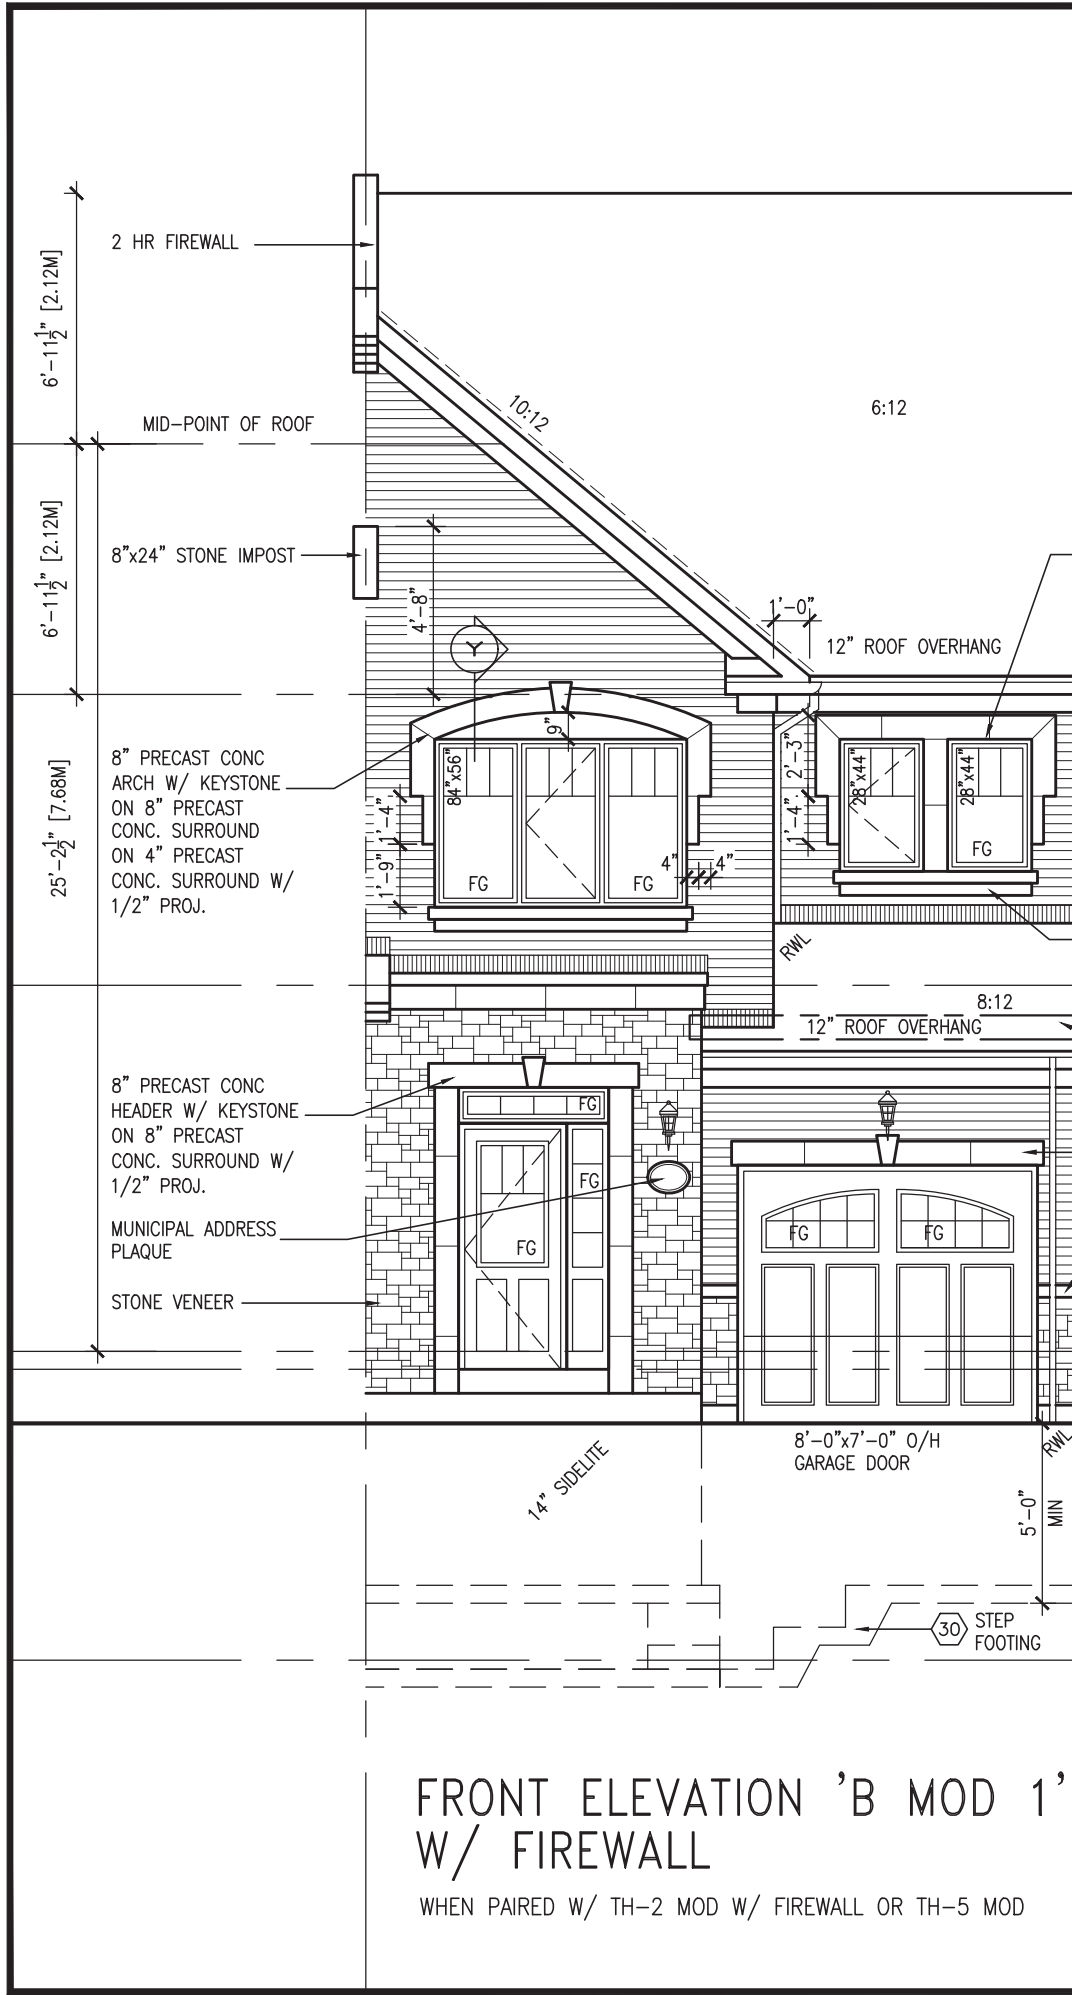 2 HR FIREWALL
6'-11 1/2" [2.12M]
MID-POINT OF ROOF
10:12
6:12
6'-11 1/2" [2.12M]
8"x24" STONE IMPOST
4'-8"
Y
1'-0"
12" ROOF OVERHANG
9"
8" PRECAST CONC
ARCH W/ KEYSTONE
ON 8" PRECAST
CONC. SURROUND
ON 4" PRECAST
CONC. SURROUND W/
1/2" PROJ.
25'-2 1/2" [7.68M]
84"x56"
1'-4"
1'-9"
FG
FG
4"
4"
2'-3"
1'-4"
28"x44"
28"x44"
FG
RWL
8:12
12" ROOF OVERHANG
8" PRECAST CONC
HEADER W/ KEYSTONE
ON 8" PRECAST
CONC. SURROUND W/
1/2" PROJ.
FG
FG
FG
MUNICIPAL ADDRESS
PLAQUE
FG
FG
STONE VENEER
14" SIDELITE
8'-0"x7'-0" O/H
GARAGE DOOR
RWL
5'-0"
MIN
30
STEP
FOOTING
FRONT ELEVATION 'B MOD 1'
W/ FIREWALL
WHEN PAIRED W/ TH-2 MOD W/ FIREWALL OR TH-5 MOD